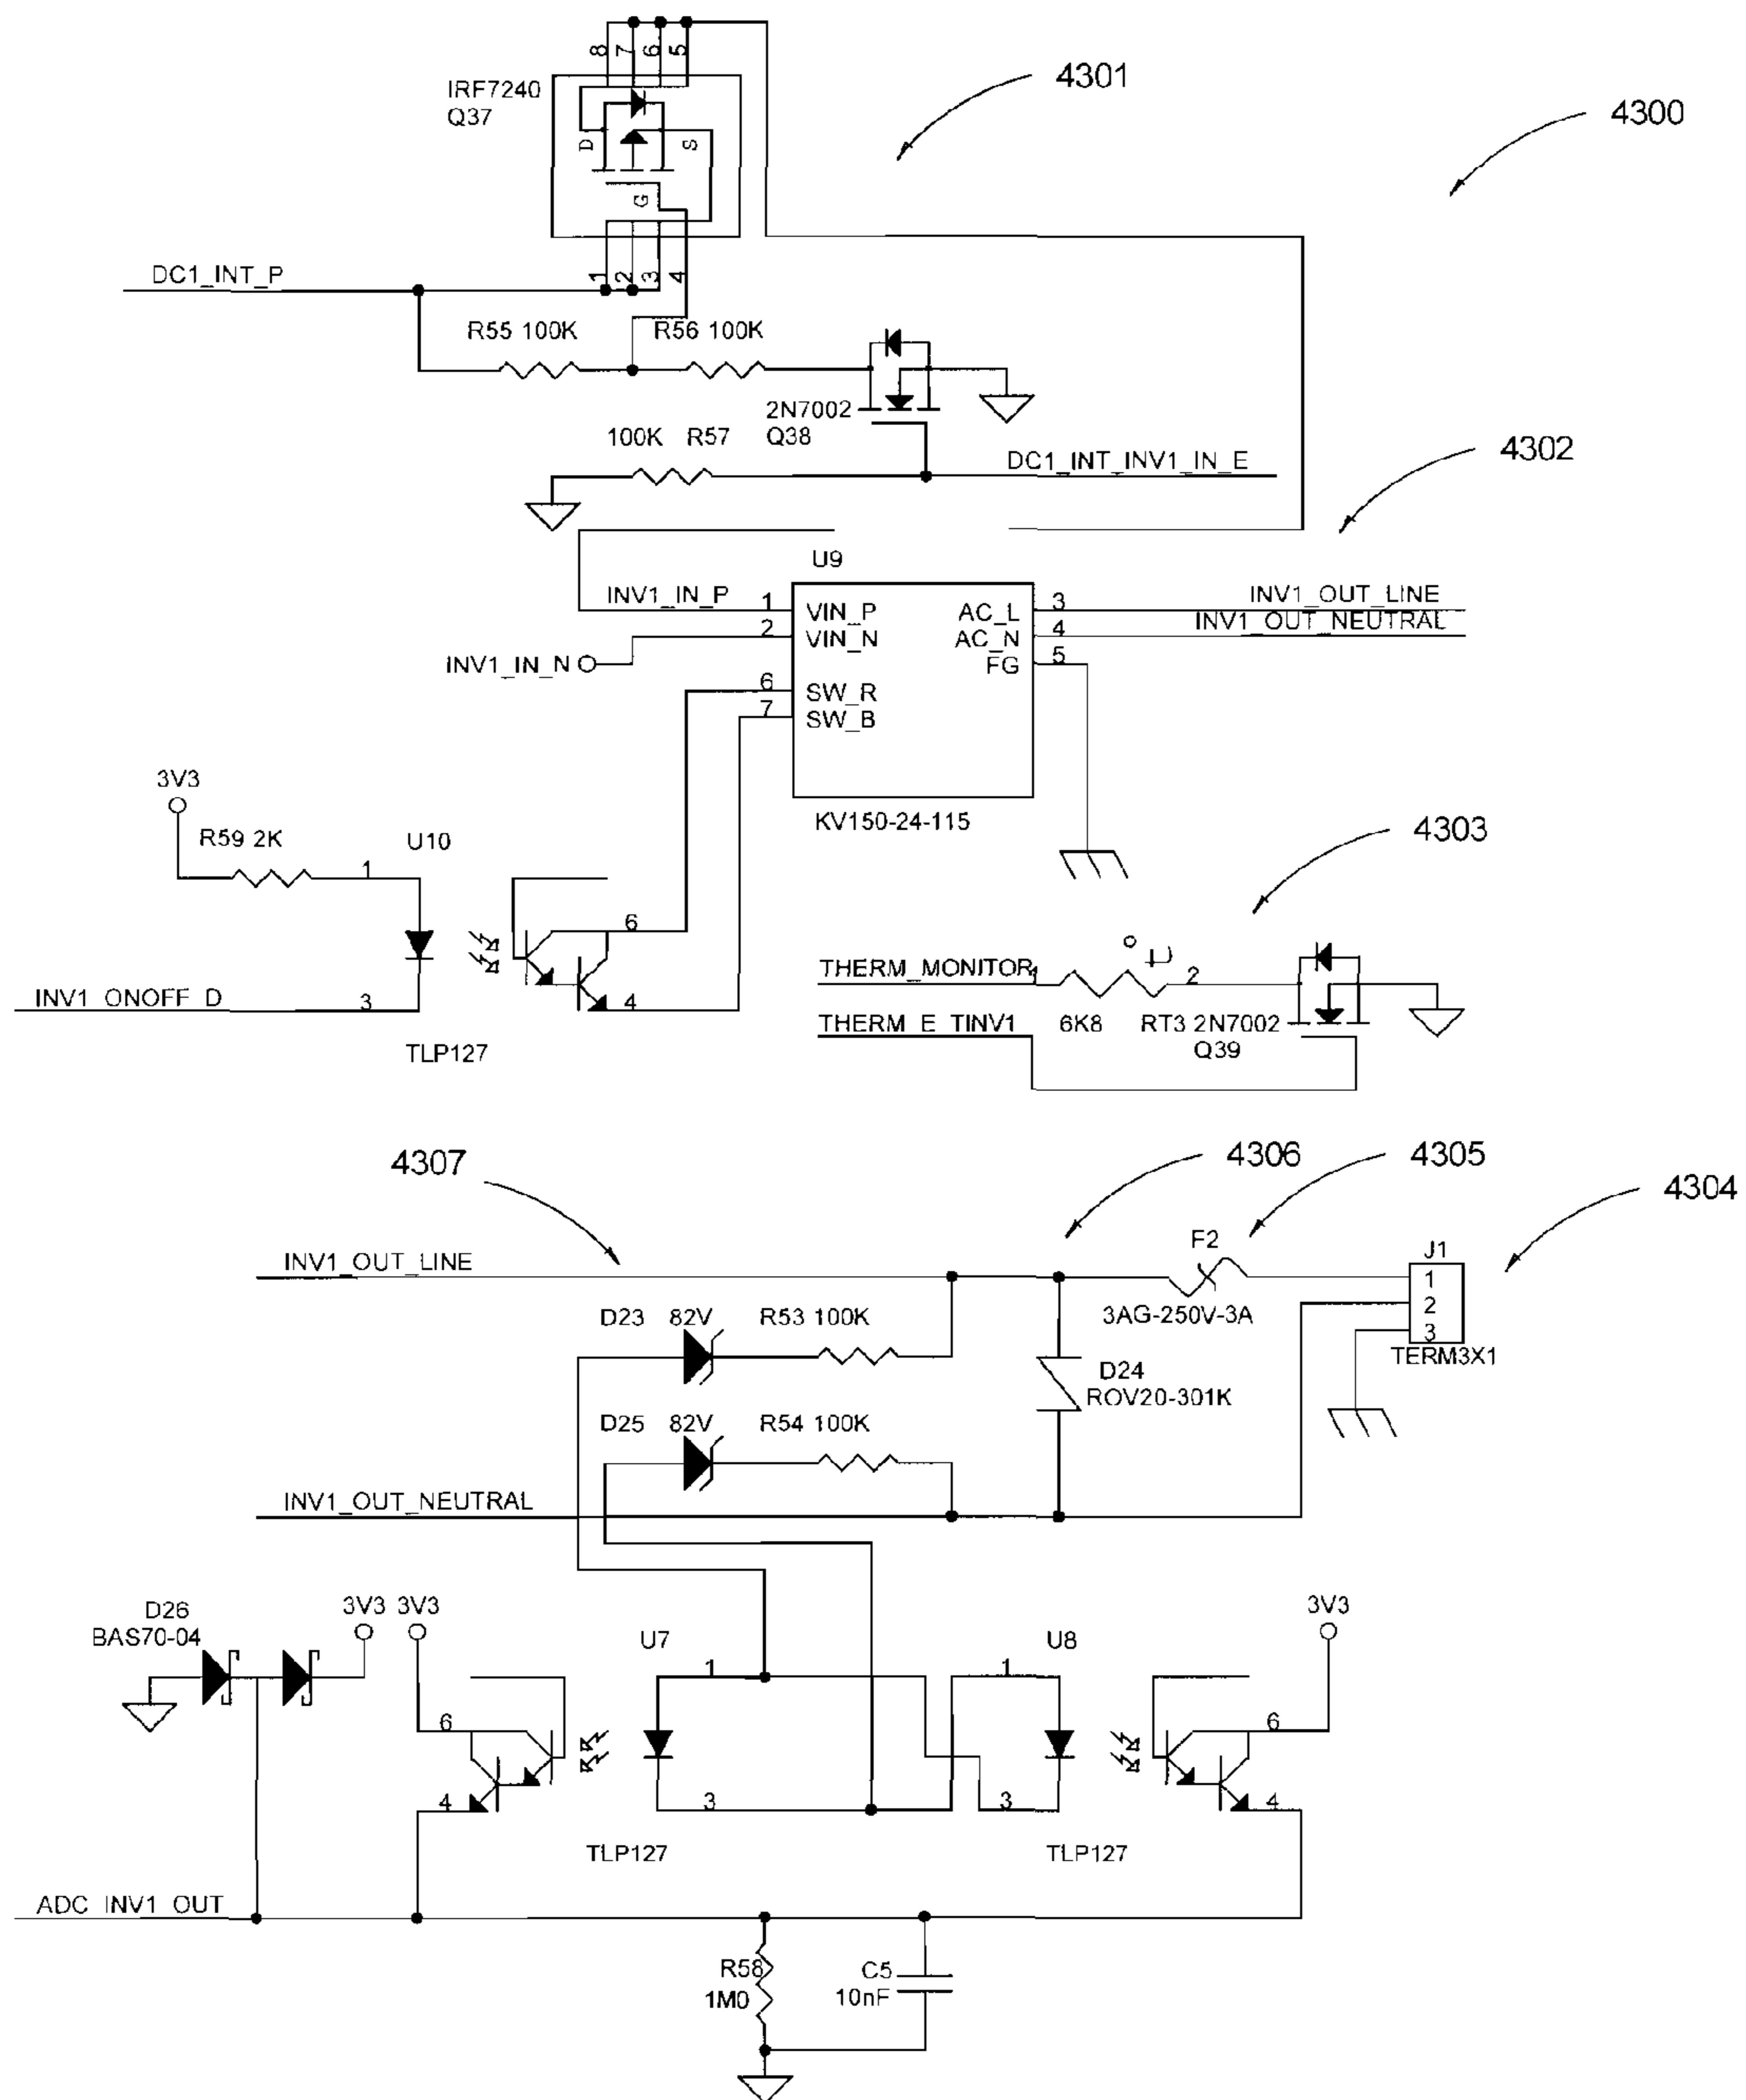 4301
4300
8 7 6 5
IRF7240
Q37
D
S
G
DC1_INT_P
1 2 3 4
R55 100K
R56 100K
2N7002
Q38
100K R57
DC1_INT_INV1_IN_E
4302
U9
INV1_IN_P 1 VIN_P AC_L 3 INV1_OUT_LINE
2 VIN_N AC_N 4 INV1_OUT_NEUTRAL
INV1_IN_N
FG 5
6 SW_R
7 SW_B
3V3
KV150-24-115
R59 2K
U10
1
4303
6
THERM_MONITOR 1
2
INV1_ONOFF_D
3
4
THERM_E_TINV1
6K8
RT3 2N7002
Q39
TLP127
4307
4306
4305
4304
INV1_OUT_LINE
F2
J1
1
2
3
3AG-250V-3A
TERM3X1
D23 82V R53 100K
D24
ROV20-301K
D25 82V R54 100K
INV1_OUT_NEUTRAL
D26
BAS70-04
3V3 3V3
3V3
U7
U8
1
1
6
6
4
3
3
4
TLP127
TLP127
ADC_INV1_OUT
R58
1M0
C5
10nF